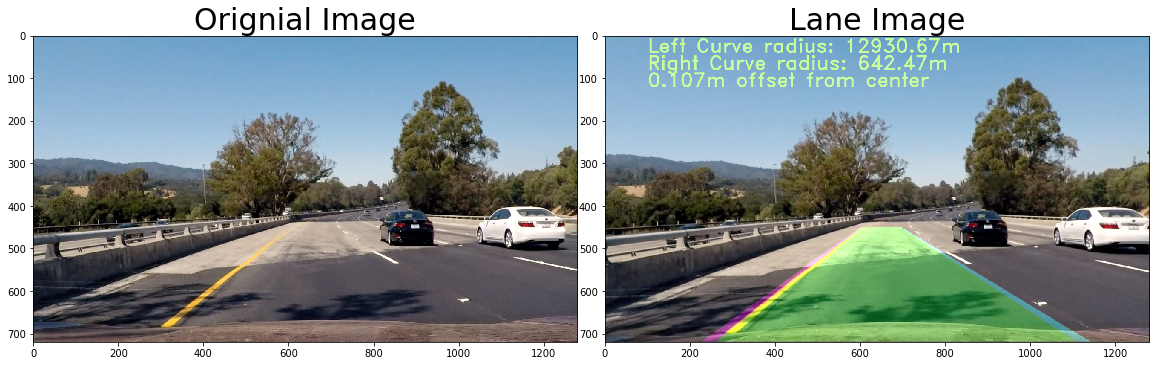 Orignial Image
Lane Image
Left Curve radius: 12930.67m
Right Curve radius: 642.47m
0.107m offset from center
0
100
200
300
400
500
600
700
0 200 400 600 800 1000 1200
0
100
200
300
400
500
600
700
0 200 400 600 800 1000 1200